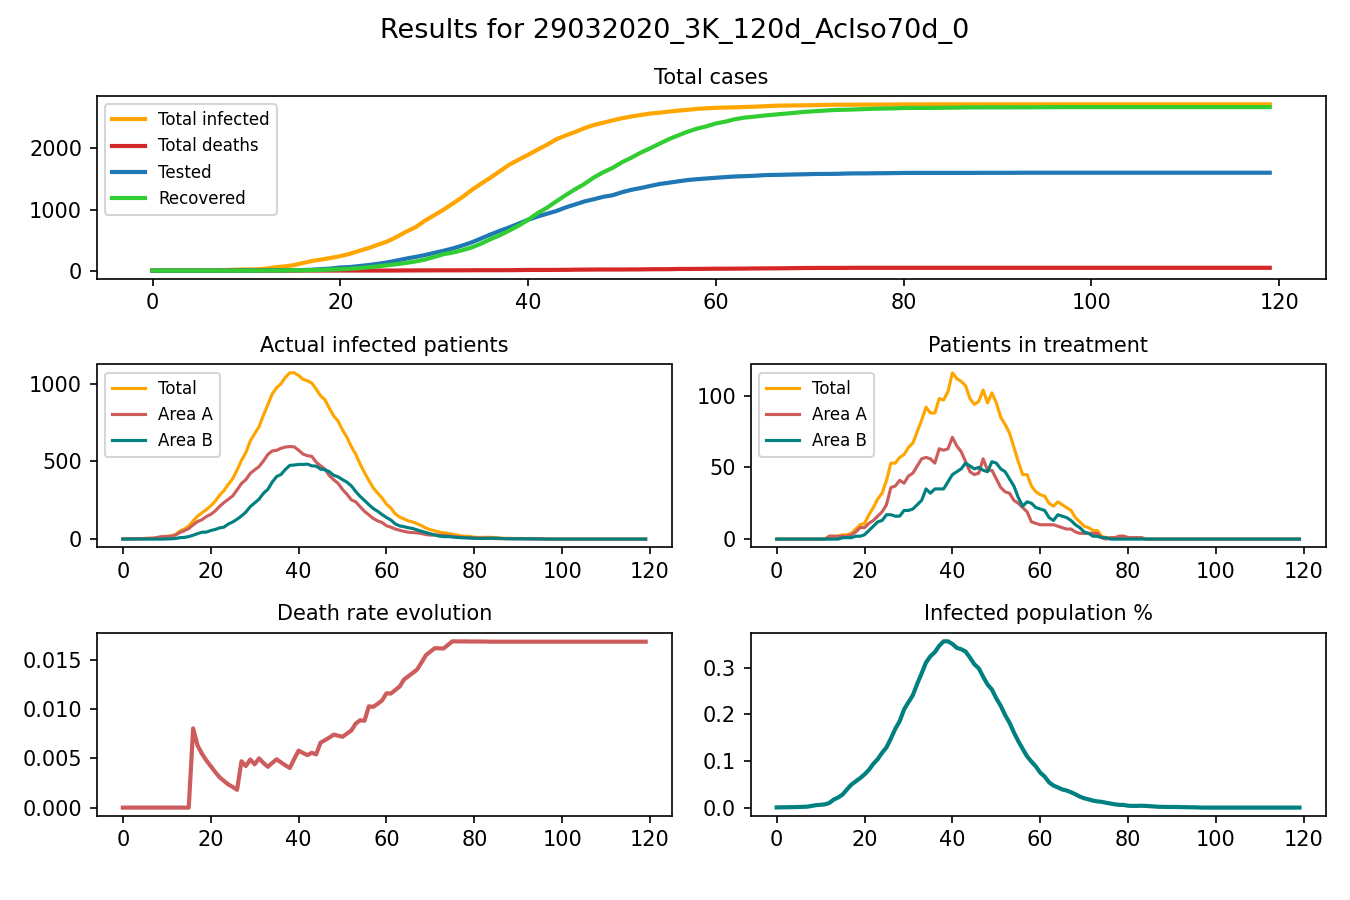 Results for 29032020_3K_120d_AcIso70d_0
Total cases
Total infected
Total deaths
Tested
Recovered
2000
1000
0
0 20 40 60 80 100 120
Actual infected patients
Total
Area A
Area B
1000
500
0
0 20 40 60 80 100 120
Patients in treatment
Total
Area A
Area B
100
50
0
0 20 40 60 80 100 120
Death rate evolution
0.015
0.010
0.005
0.000
0 20 40 60 80 100 120
Infected population %
0.3
0.2
0.1
0.0
0 20 40 60 80 100 120